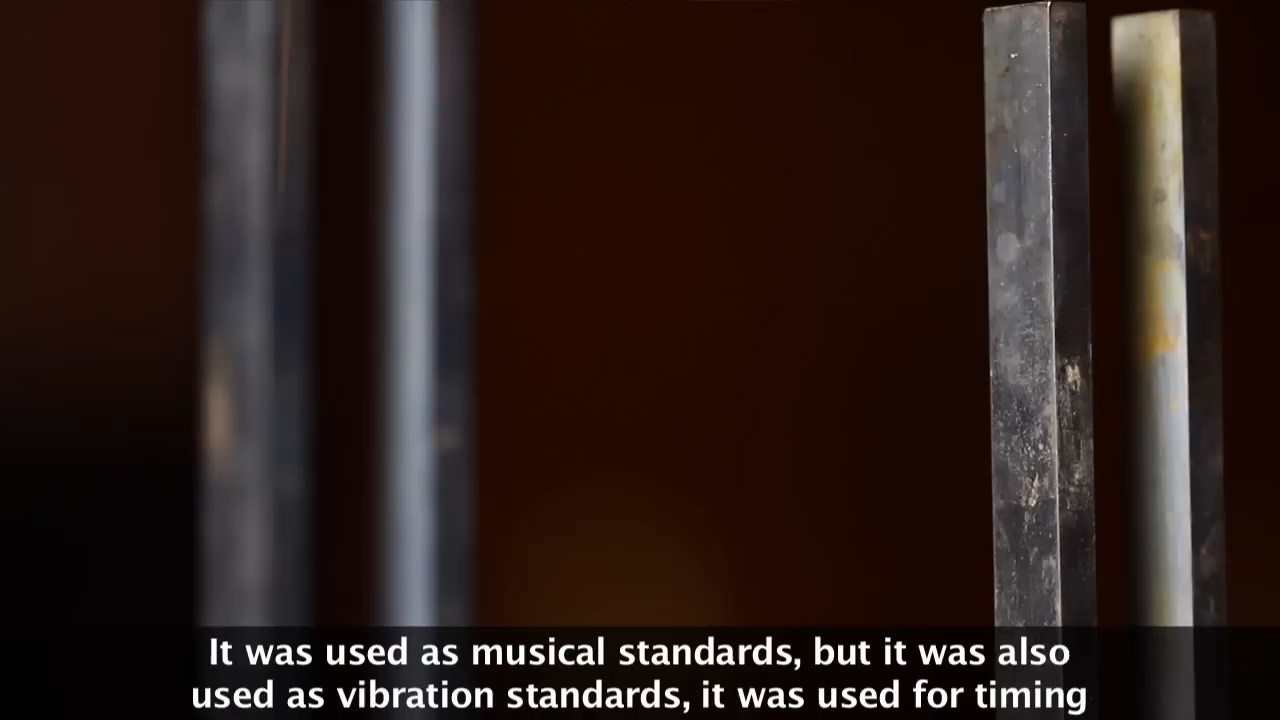 It was used as musical standards, but it was also
used as vibration standards, it was used for timing